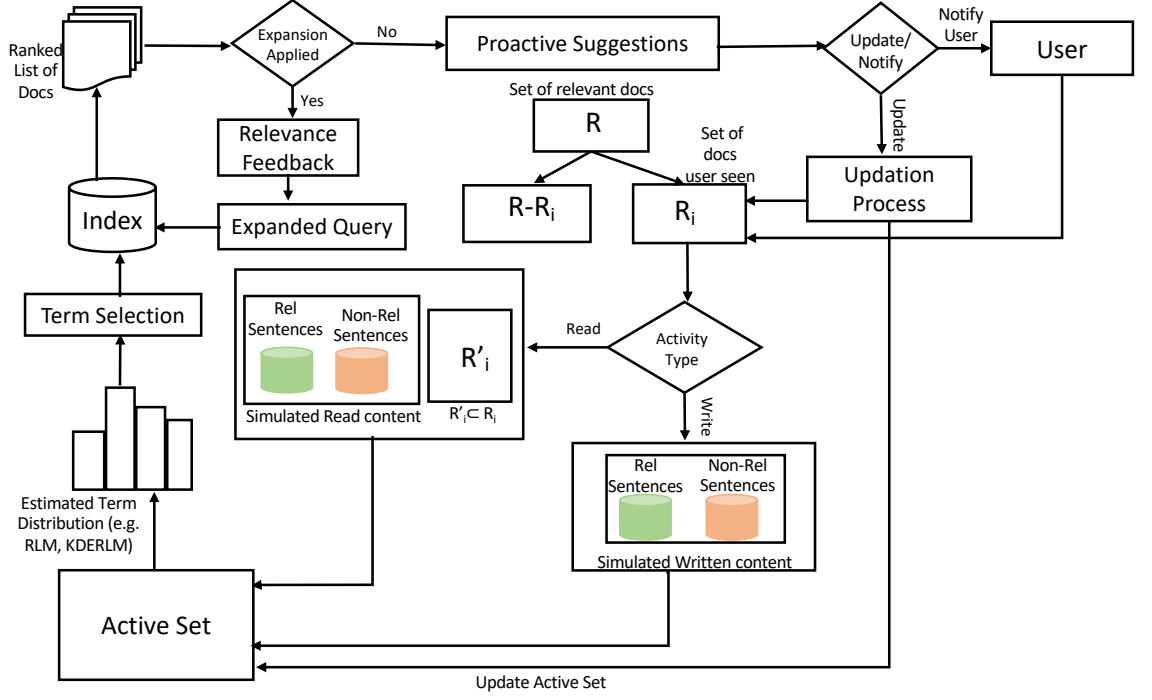 Ranked
List of
Docs
Expansion
Applied
No
Proactive Suggestions
Update/
Notify
Notify
User
User
Yes
Update
Set of relevant docs
R
Relevance
Feedback
Set of
docs
user seen
Updation
Process
R-Ri
Ri
Index
Expanded Query
Term Selection
Rel
Sentences
Non-Rel
Sentences
R'i
Simulated Read content
R'i⊂ Ri
Read
Activity
Type
Write
Rel
Sentences
Non-Rel
Sentences
Simulated Written content
Estimated Term
Distribution (e.g.
RLM, KDERLM)
Active Set
Update Active Set